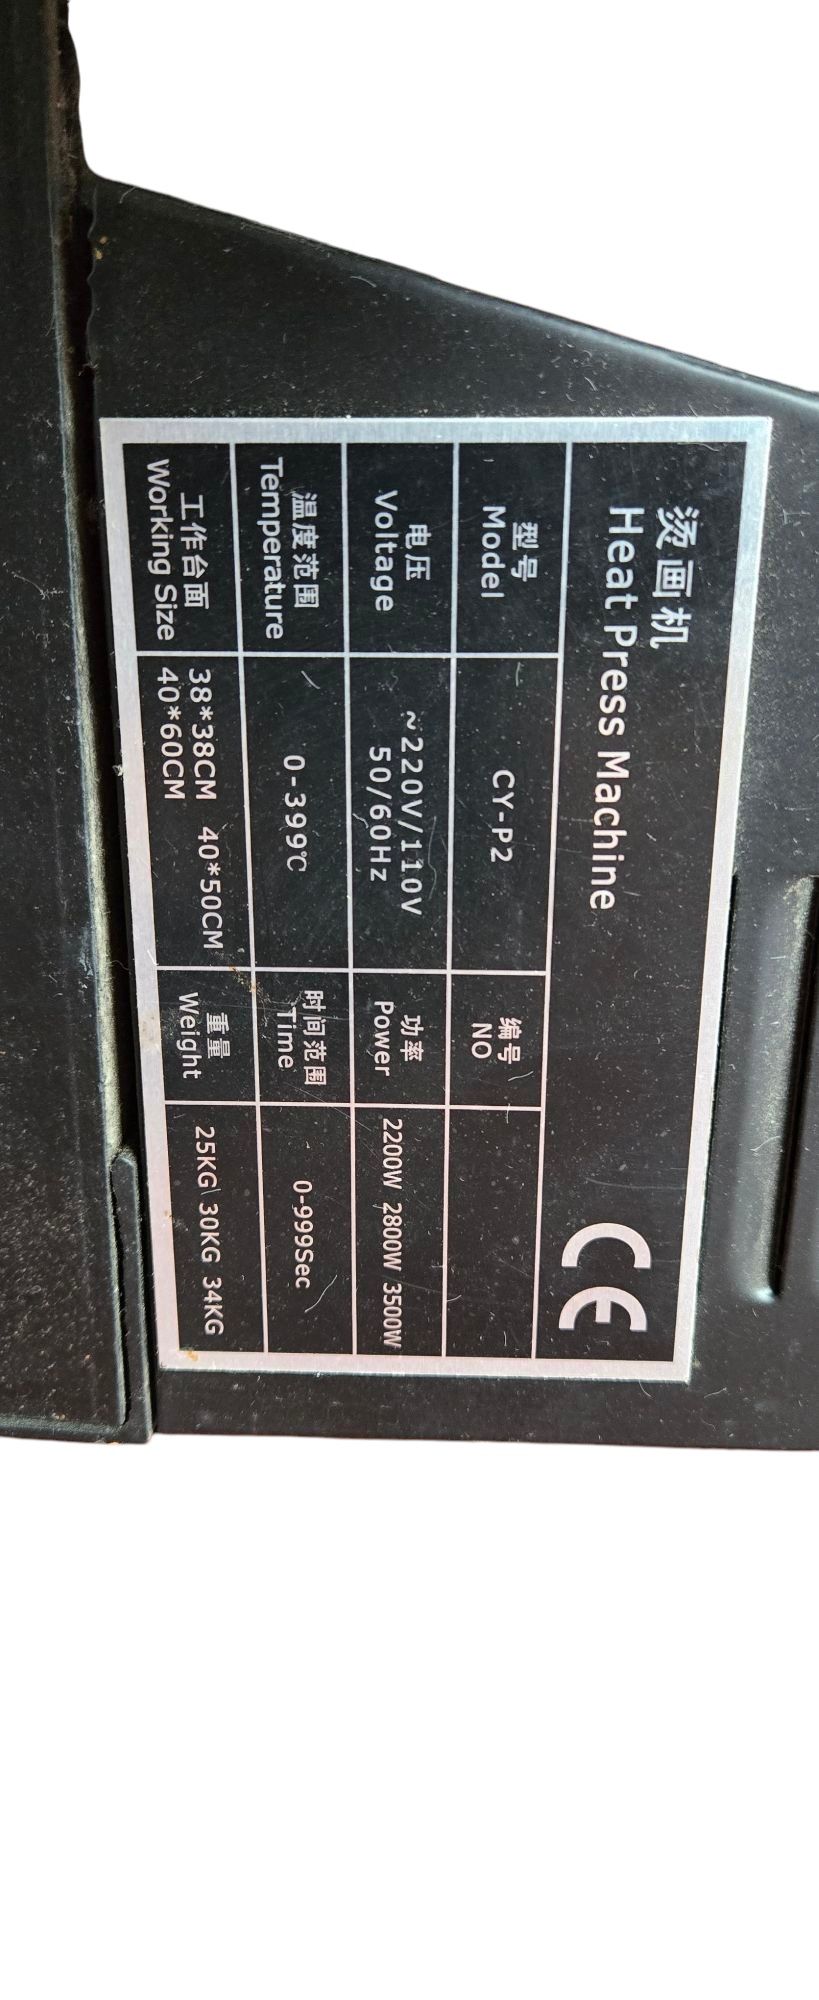 烫画机
Heat Press Machine
CE
型号
Model
CY-P2
编号
NO
电压
Voltage
~220V/110V
50/60Hz
功率
Power
2200W 2800W 3500W
温度范围
Temperature
0-399℃
时间范围
Time
0-999Sec
工作台面
Working Size
38*38CM 40*50CM
40*60CM
重量
Weight
25KG 30KG 34KG